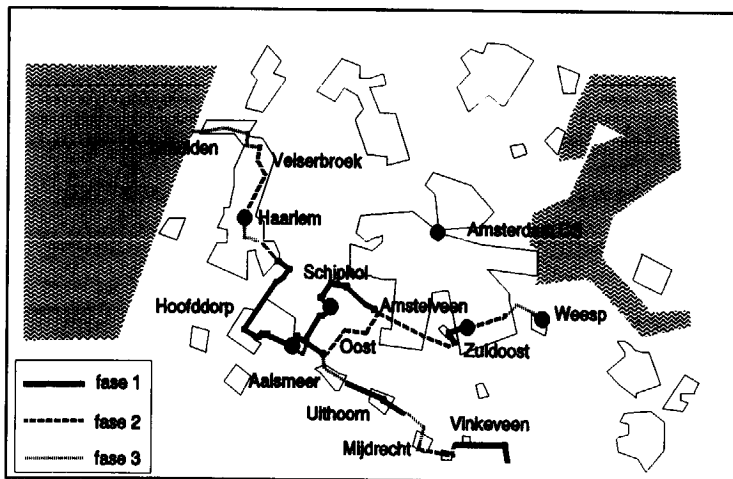 Velserbroek
Haarlem
Amsterdam
Schiphol
Hoofddorp
Amstelveen
Weesp
Oost
Zuidoost
Aalsmeer
Uithoorn
Vinkeveen
Mijdrecht
fase 1
fase 2
fase 3